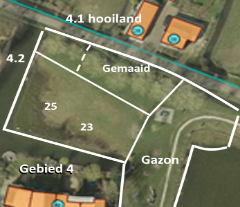 4.1 hooiland
4.2
Gemaaid
25
23
Gazon
Gebied 4